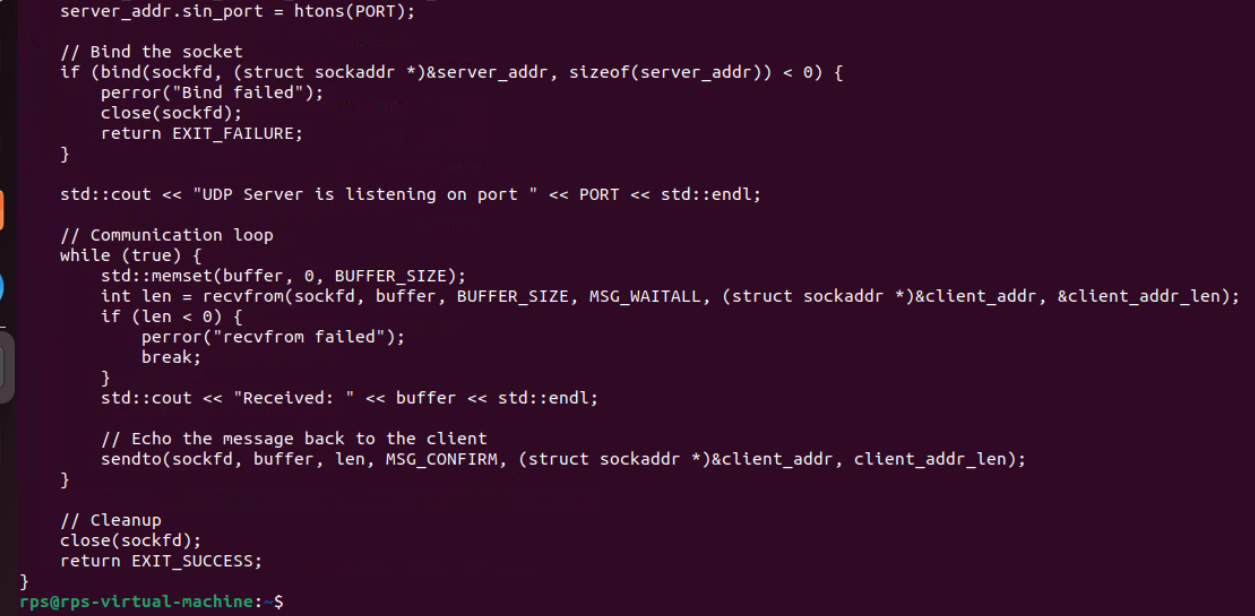 server_addr.sin_port = htons(PORT);

    // Bind the socket
    if (bind(sockfd, (struct sockaddr *)&server_addr, sizeof(server_addr)) < 0) {
        perror("Bind failed");
        close(sockfd);
        return EXIT_FAILURE;
    }

    std::cout << "UDP Server is listening on port " << PORT << std::endl;

    // Communication loop
    while (true) {
        std::memset(buffer, 0, BUFFER_SIZE);
        int len = recvfrom(sockfd, buffer, BUFFER_SIZE, MSG_WAITALL, (struct sockaddr *)&client_addr, &client_addr_len);
        if (len < 0) {
            perror("recvfrom failed");
            break;
        }
        std::cout << "Received: " << buffer << std::endl;

        // Echo the message back to the client
        sendto(sockfd, buffer, len, MSG_CONFIRM, (struct sockaddr *)&client_addr, client_addr_len);
    }

    // Cleanup
    close(sockfd);
    return EXIT_SUCCESS;
}
rps@rps-virtual-machine:~$